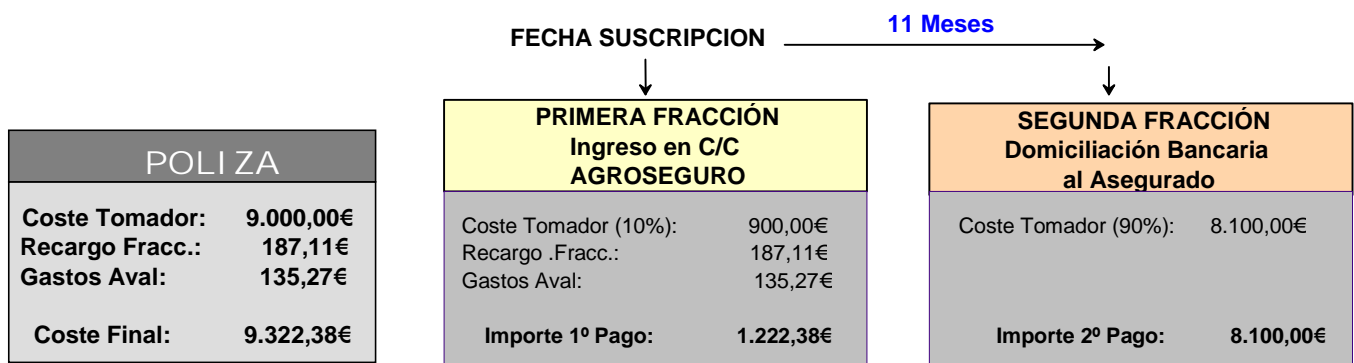 11 Meses
FECHA SUSCRIPCION
POLIZA
Coste Tomador: 9.000,00€
Recargo Fracc.: 187,11€
Gastos Aval: 135,27€
Coste Final: 9.322,38€
PRIMERA FRACCIÓN
Ingreso en C/C
AGROSEGURO
Coste Tomador (10%): 900,00€
Recargo .Fracc.: 187,11€
Gastos Aval: 135,27€
Importe 1º Pago: 1.222,38€
SEGUNDA FRACCIÓN
Domiciliación Bancaria
al Asegurado
Coste Tomador (90%): 8.100,00€
Importe 2º Pago: 8.100,00€